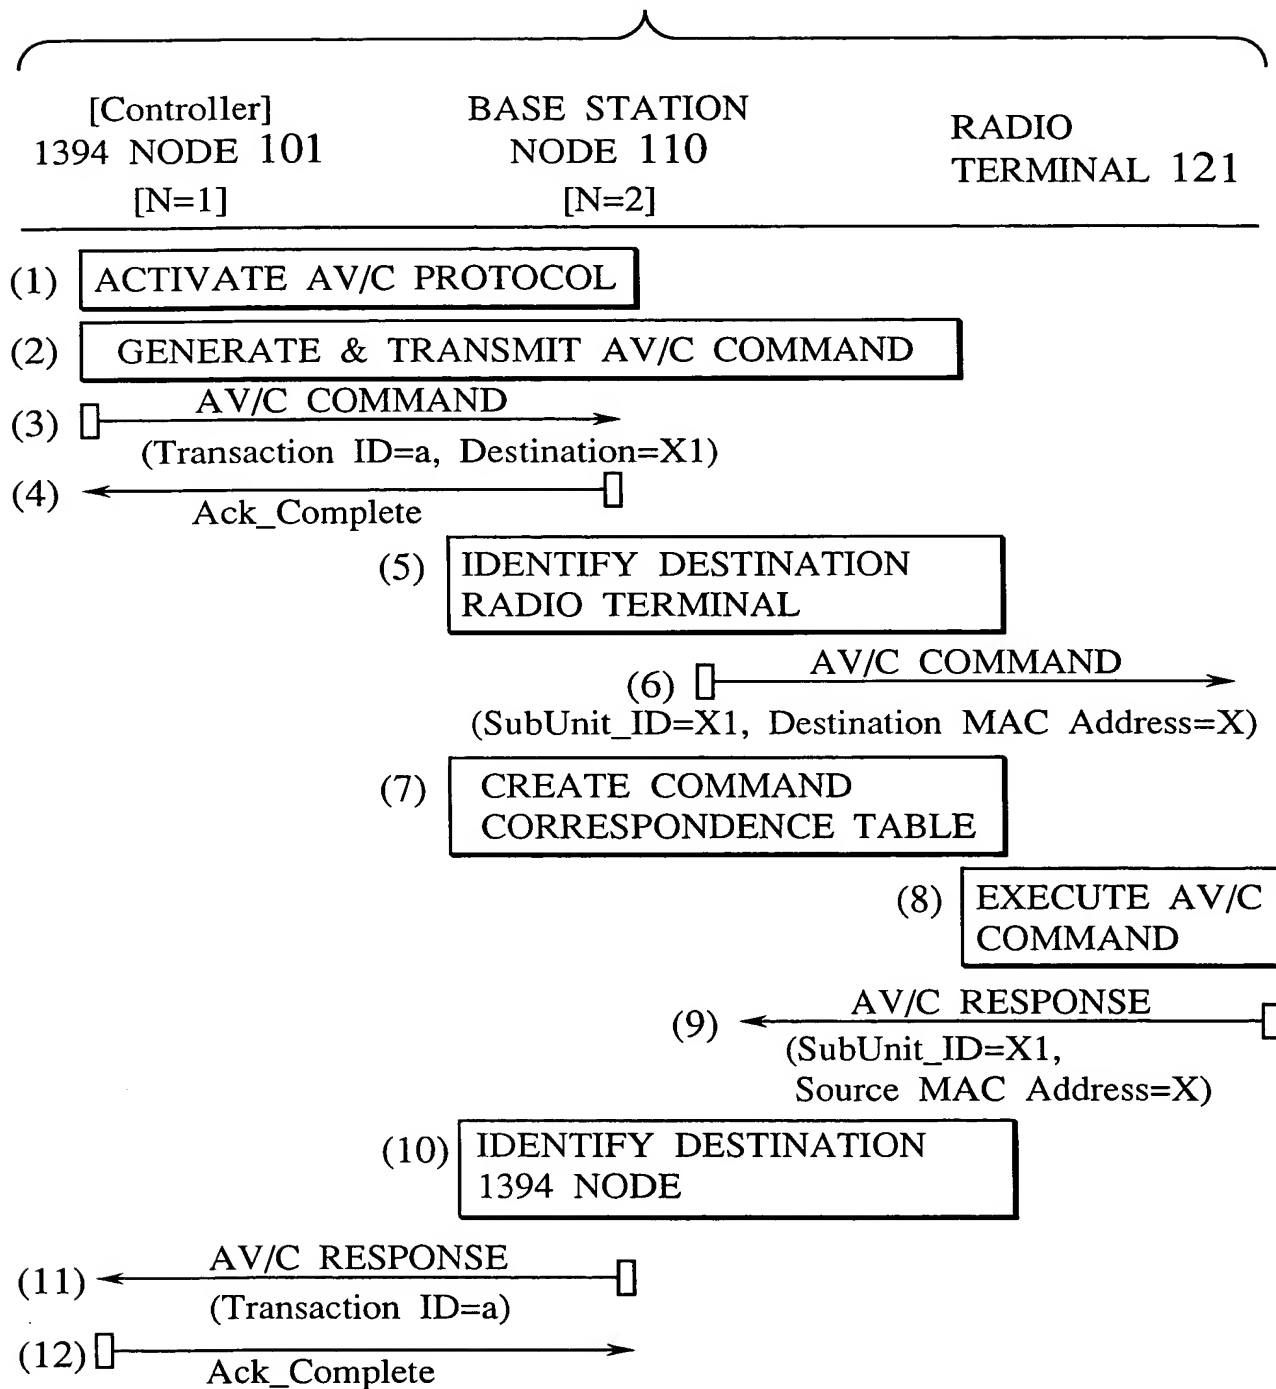 [Controller]
1394 NODE 101
[N=1]
BASE STATION
NODE 110
[N=2]
RADIO
TERMINAL 121
(1) ACTIVATE AV/C PROTOCOL
(2) GENERATE & TRANSMIT AV/C COMMAND
(3) AV/C COMMAND
(Transaction ID=a, Destination=X1)
(4) Ack_Complete
(5) IDENTIFY DESTINATION
RADIO TERMINAL
(6) AV/C COMMAND
(SubUnit_ID=X1, Destination MAC Address=X)
(7) CREATE COMMAND
CORRESPONDENCE TABLE
(8) EXECUTE AV/C
COMMAND
(9) AV/C RESPONSE
(SubUnit_ID=X1,
Source MAC Address=X)
(10) IDENTIFY DESTINATION
1394 NODE
(11) AV/C RESPONSE
(Transaction ID=a)
(12) Ack_Complete